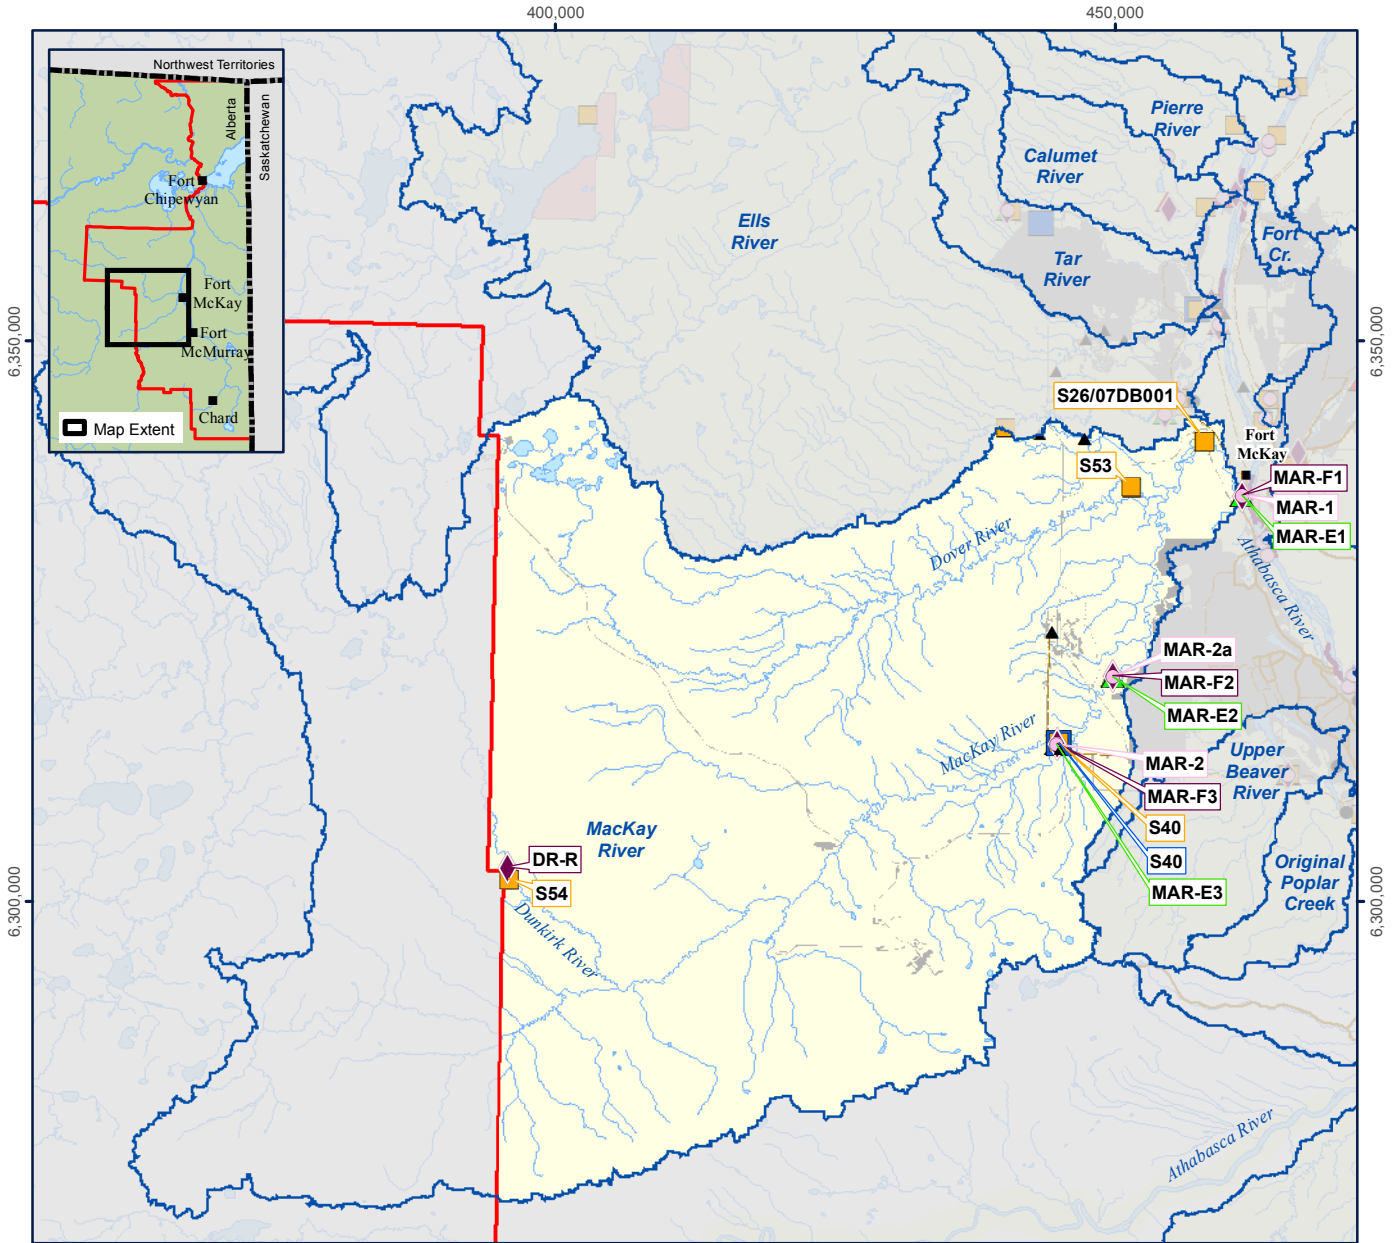 400,000
450,000
Northwest Territories
Alberta
Saskatchewan
Fort
Chipewyan
Fort
McKay
Fort
McMurray
Chard
Map Extent
Pierre
River
Calumet
River
Ells
River
Fort
Cr.
Tar
River
6,350,000
6,350,000
S26/07DB001
Fort
McKay
S53
MAR-F1
MAR-1
MAR-E1
Dover River
Athabasca River
MAR-2a
MAR-F2
MAR-E2
MacKay River
Upper
Beaver
River
MAR-2
MAR-F3
S40
S40
MAR-E3
MacKay
River
DR-R
S54
Original
Poplar
Creek
6,300,000
6,300,000
Dunkirk River
Athabasca River